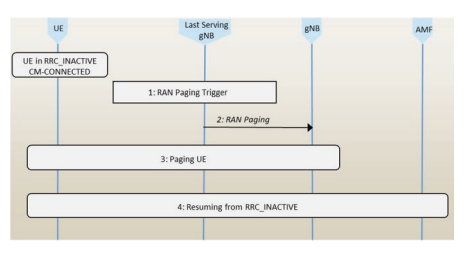 UE
Last Serving
gNB
gNB
AMF
UE in RRC_INACTIVE
CM-CONNECTED
1: RAN Paging Trigger
2: RAN Paging
3: Paging UE
4: Resuming from RRC_INACTIVE